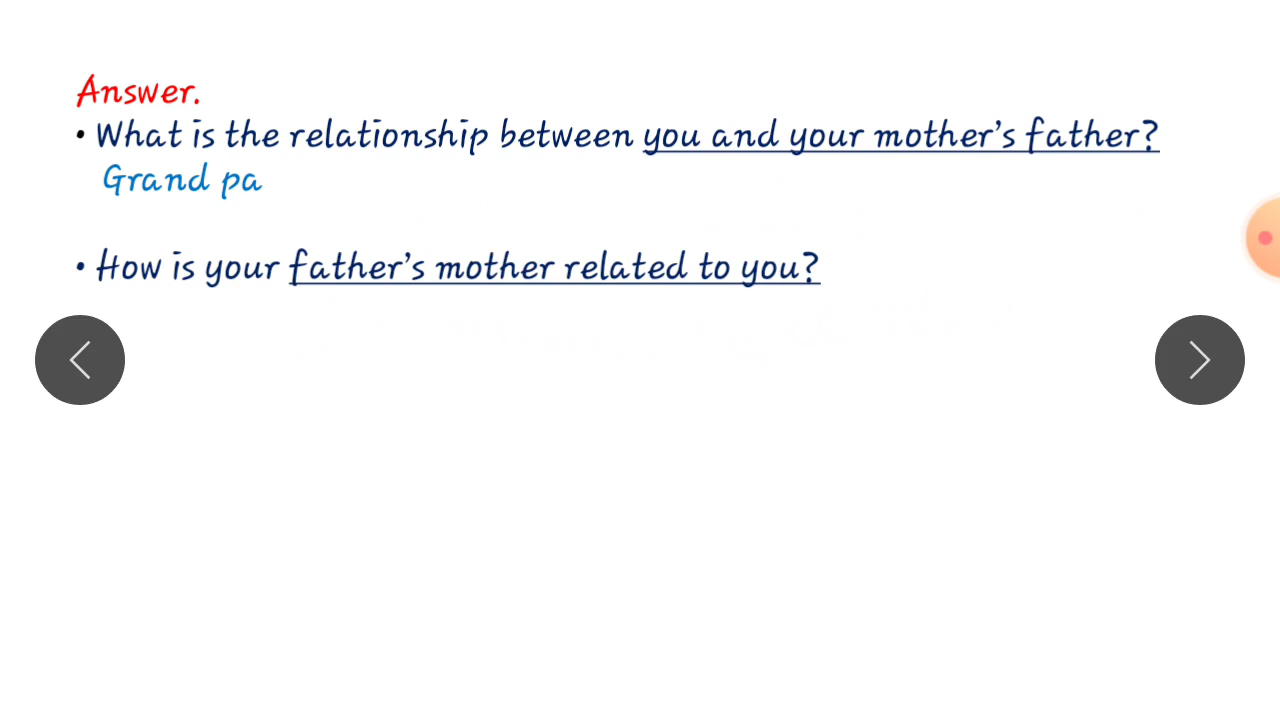 Answer.
• What is the relationship between you and your mother's father?
Grand pa
• How is your father's mother related to you?